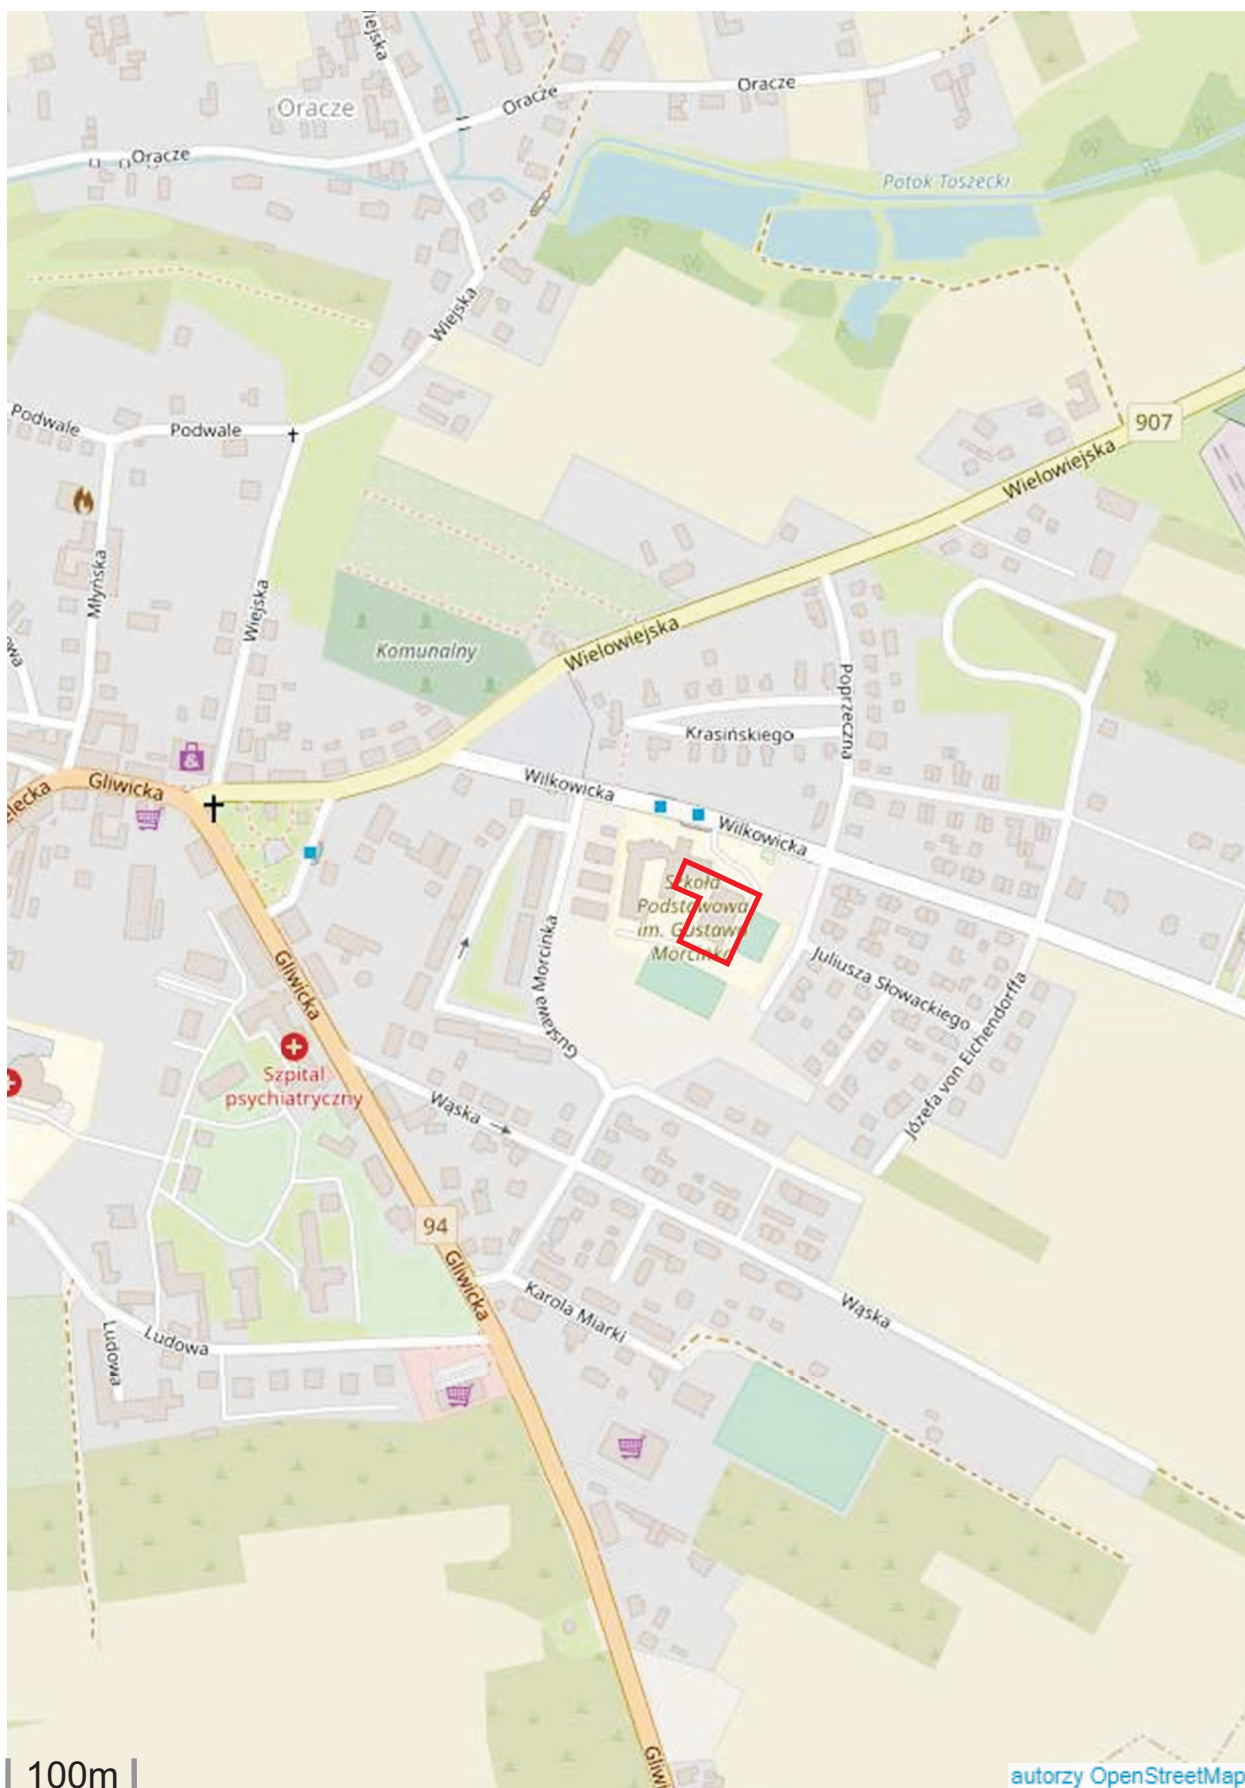 Wiejska
Oracze
Oracze
Oracze
Oracze
Potok Toszecki
Wiejska
Podwale
Podwale
907
Wielowiejska
Młyńska
Wiejska
Komunalny
Wielowiejska
Poprzeczna
Krasińskiego
Gliwicka
Wilkowicka
Wilkowicka
Szkoła
Podstawowa
im. Gustawa
Morcinka
Gustawa Morcinka
Juliusza Słowackiego
Józefa von Eichendorffa
Gliwicka
Szpital
psychiatryczny
Wąska
94
Gliwicka
Karola Miarki
Wąska
Ludowa
Ludowa
100m
autorzy OpenStreetMap